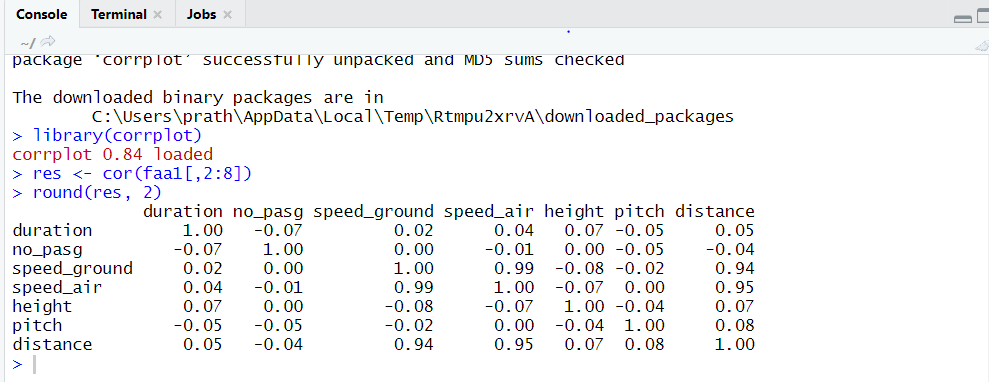 Console Terminal Jobs
~/
package ‘corrplot’ successfully unpacked and MD5 sums checked
The downloaded binary packages are in
C:\Users\prath\AppData\Local\Temp\Rtmpu2xrvA\downloaded_packages
> library(corrplot)
corrplot 0.84 loaded
> res <- cor(faa1[,2:8])
> round(res, 2)
duration no_pasg speed_ground speed_air height pitch distance
duration 1.00 -0.07 0.02 0.04 0.07 -0.05 0.05
no_pasg -0.07 1.00 0.00 -0.01 0.00 -0.05 -0.04
speed_ground 0.02 0.00 1.00 0.99 -0.08 -0.02 0.94
speed_air 0.04 -0.01 0.99 1.00 -0.07 0.00 0.95
height 0.07 0.00 -0.08 -0.07 1.00 -0.04 0.07
pitch -0.05 -0.05 -0.02 0.00 -0.04 1.00 0.08
distance 0.05 -0.04 0.94 0.95 0.07 0.08 1.00
>